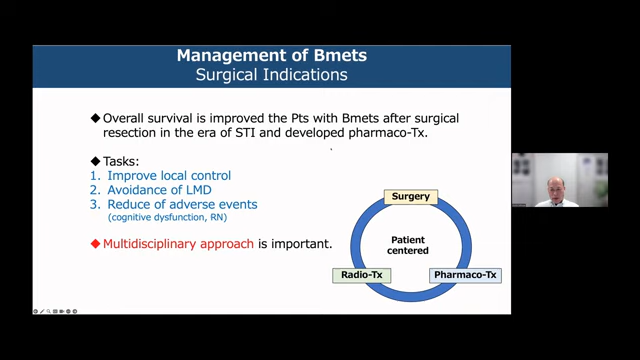 Management of Bmets
Surgical Indications
◆Overall survival is improved the Pts with Bmets after surgical
resection in the era of STI and developed pharmaco-Tx.
◆Tasks:
1. Improve local control
2. Avoidance of LMD
3. Reduce of adverse events
(cognitive dysfunction, RN)
◆Multidisciplinary approach is important.
Surgery
Patient
centered
Radio-Tx
Pharmaco-Tx